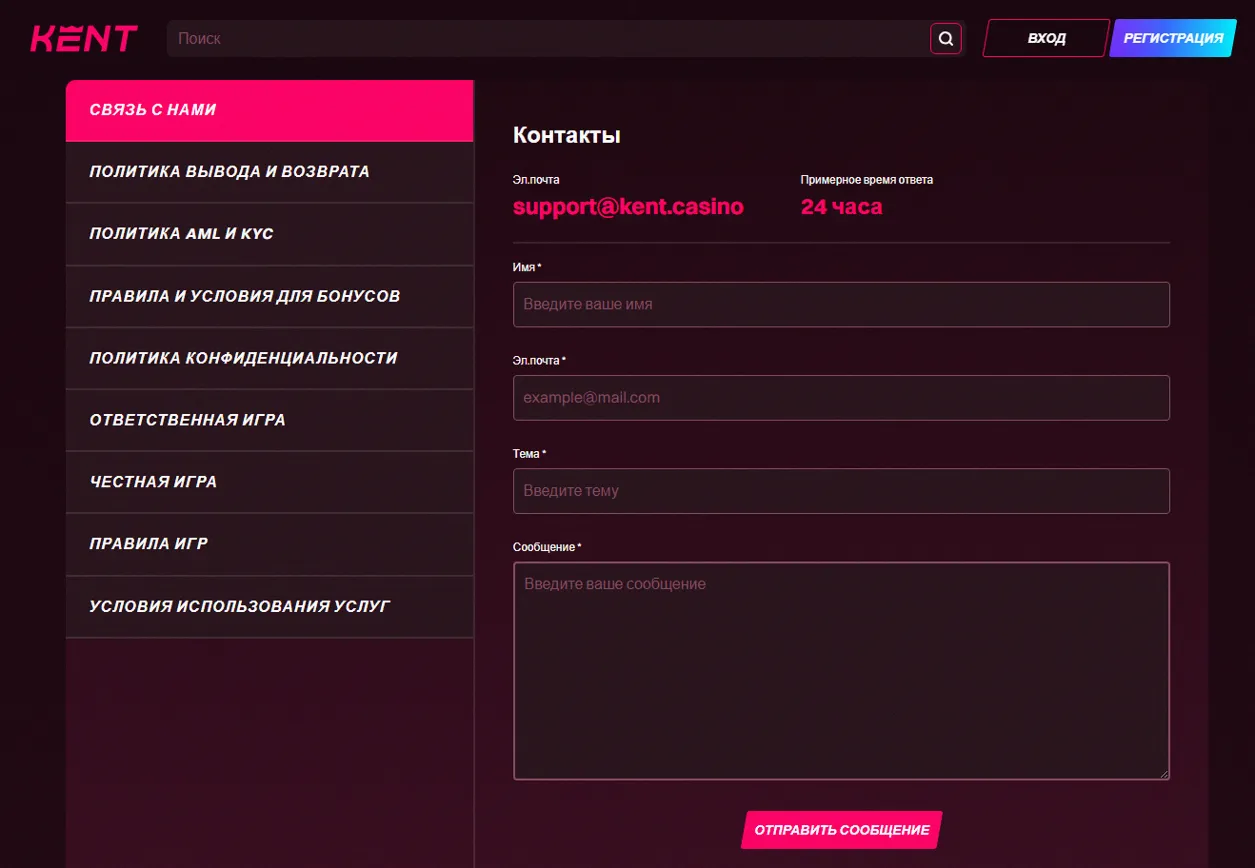 KENT
Поиск
ВХОД
РЕГИСТРАЦИЯ
СВЯЗЬ С НАМИ
ПОЛИТИКА ВЫВОДА И ВОЗВРАТА
ПОЛИТИКА AML И KYC
ПРАВИЛА И УСЛОВИЯ ДЛЯ БОНУСОВ
ПОЛИТИКА КОНФИДЕНЦИАЛЬНОСТИ
ОТВЕТСТВЕННАЯ ИГРА
ЧЕСТНАЯ ИГРА
ПРАВИЛА ИГР
УСЛОВИЯ ИСПОЛЬЗОВАНИЯ УСЛУГ
Контакты
Эл.почта
support@kent.casino
Примерное время ответа
24 часа
Имя *
Введите ваше имя
Эл.почта *
example@mail.com
Тема *
Введите тему
Сообщение *
Введите ваше сообщение
ОТПРАВИТЬ СООБЩЕНИЕ